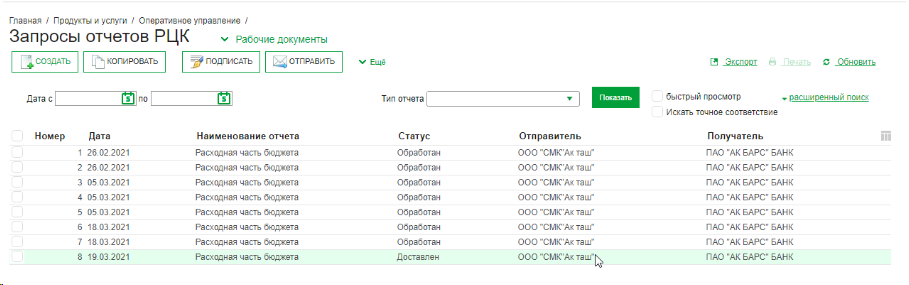 Главная / Продукты и услуги / Оперативное управление /
Запросы отчетов РЦК Рабочие документы
СОЗДАТЬ КОПИРОВАТЬ ПОДПИСАТЬ ОТПРАВИТЬ Ещё Экспорт Печать Обновить
Дата с по Тип отчета Показать быстрый просмотр расширенный поиск
Искать точное соответствие
Номер Дата Наименование отчета Статус Отправитель Получатель
1 26.02.2021 Расходная часть бюджета Обработан ООО "СМК"Ак таш" ПАО "АК БАРС" БАНК
2 26.02.2021 Расходная часть бюджета Обработан ООО "СМК"Ак таш" ПАО "АК БАРС" БАНК
3 05.03.2021 Расходная часть бюджета Обработан ООО "СМК"Ак таш" ПАО "АК БАРС" БАНК
4 05.03.2021 Расходная часть бюджета Обработан ООО "СМК"Ак таш" ПАО "АК БАРС" БАНК
5 05.03.2021 Расходная часть бюджета Обработан ООО "СМК"Ак таш" ПАО "АК БАРС" БАНК
6 18.03.2021 Расходная часть бюджета Обработан ООО "СМК"Ак таш" ПАО "АК БАРС" БАНК
7 18.03.2021 Расходная часть бюджета Обработан ООО "СМК"Ак таш" ПАО "АК БАРС" БАНК
8 19.03.2021 Расходная часть бюджета Доставлен ООО "СМК"Ак таш" ПАО "АК БАРС" БАНК